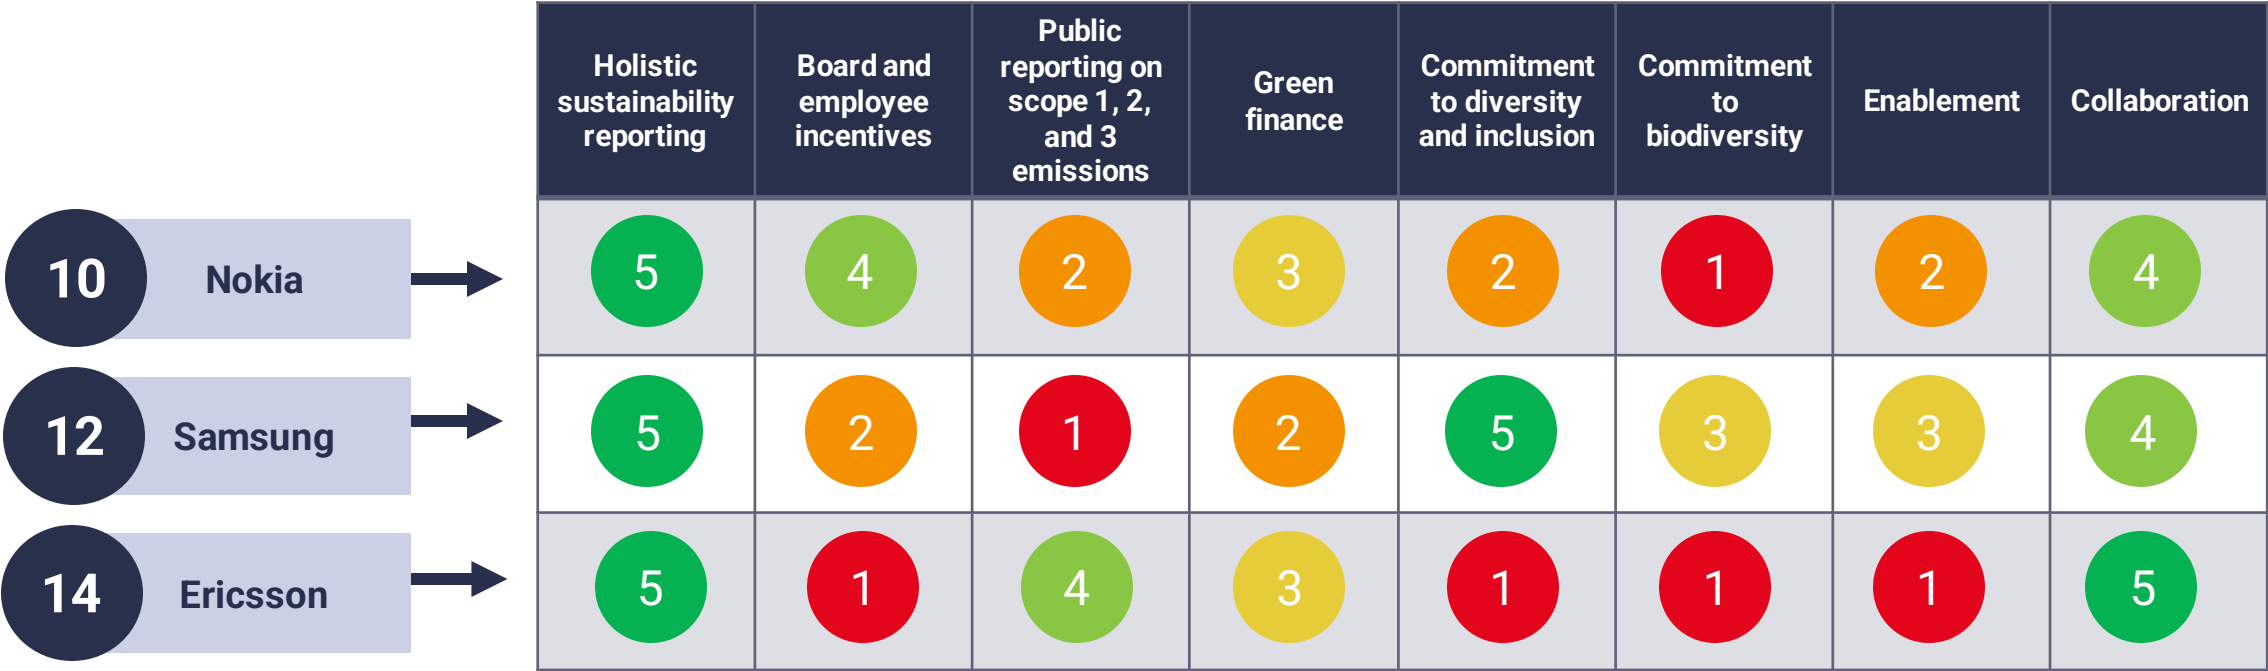 Holistic
sustainability
reporting
Board and
employee
incentives
Public
reporting on
scope 1, 2,
and 3
emissions
Green
finance
Commitment
to diversity
and inclusion
Commitment
to
biodiversity
Enablement
Collaboration
10 Nokia 5 4 2 3 2 1 2 4
12 Samsung 5 2 1 2 5 3 3 4
14 Ericsson 5 1 4 3 1 1 1 5